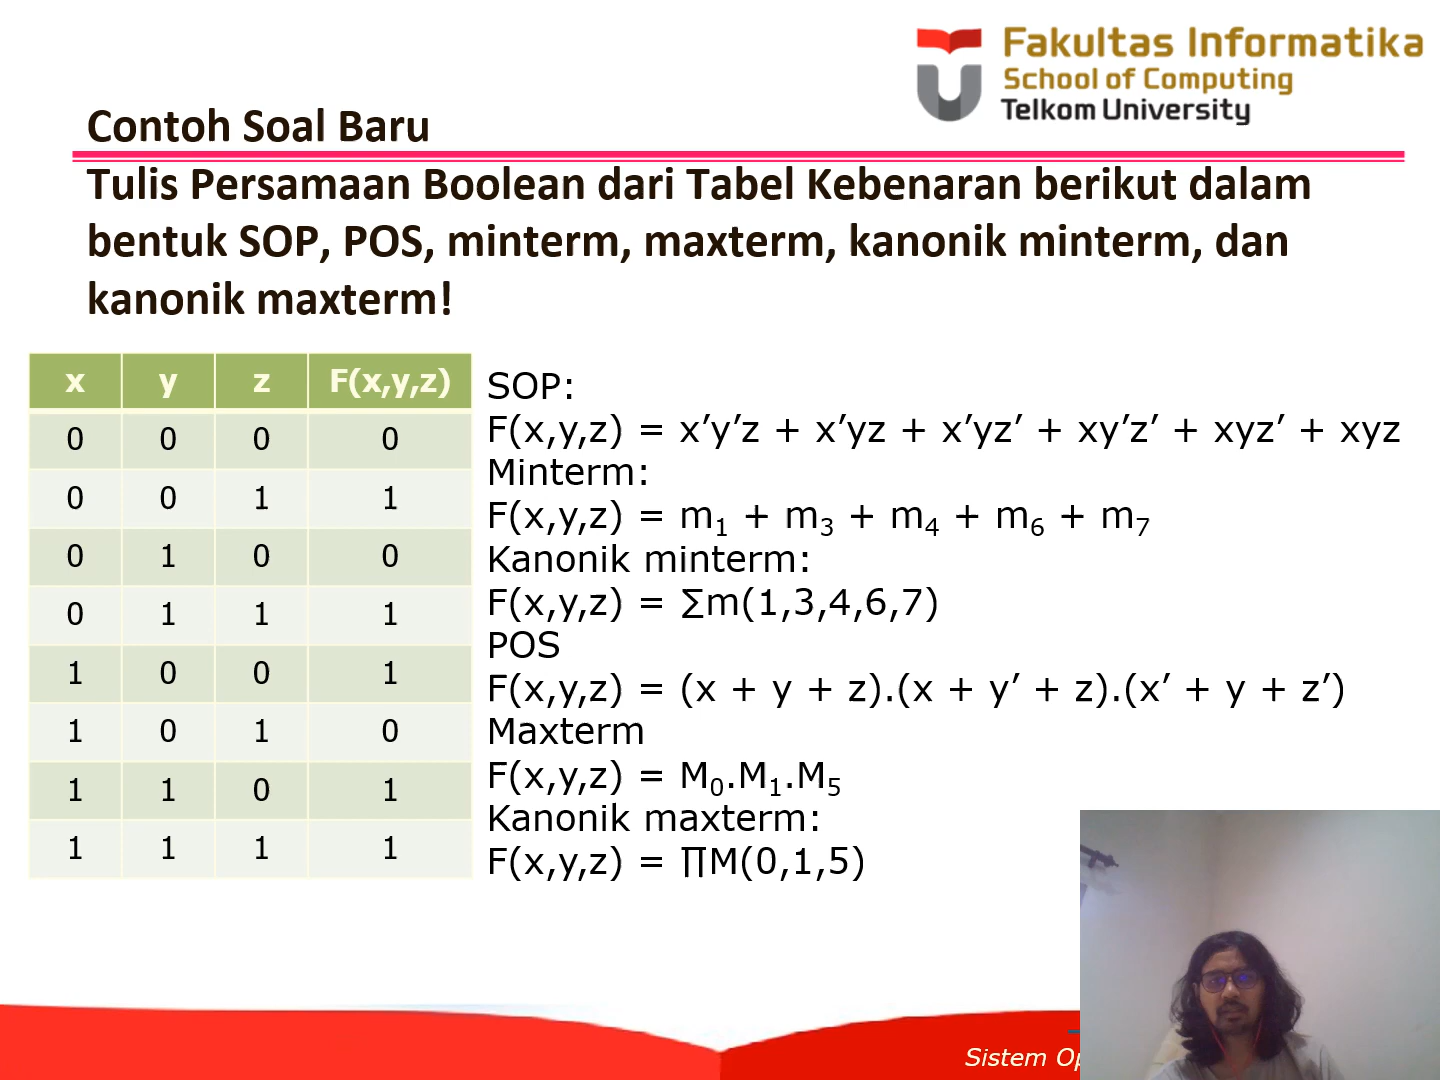 Fakultas Informatika
School of Computing
Telkom University
Contoh Soal Baru
Tulis Persamaan Boolean dari Tabel Kebenaran berikut dalam
bentuk SOP, POS, minterm, maxterm, kanonik minterm, dan
kanonik maxterm!
x y z F(x,y,z)
0 0 0 0
0 0 1 1
0 1 0 0
0 1 1 1
1 0 0 1
1 0 1 0
1 1 0 1
1 1 1 1
SOP:
F(x,y,z) = x’y’z + x’yz + x’yz’ + xy’z’ + xyz’ + xyz
Minterm:
F(x,y,z) = m₁ + m₃ + m₄ + m₆ + m₇
Kanonik minterm:
F(x,y,z) = ∑m(1,3,4,6,7)
POS
F(x,y,z) = (x + y + z).(x + y’ + z).(x’ + y + z’)
Maxterm
F(x,y,z) = M₀.M₁.M₅
Kanonik maxterm:
F(x,y,z) = ∏M(0,1,5)
Sistem